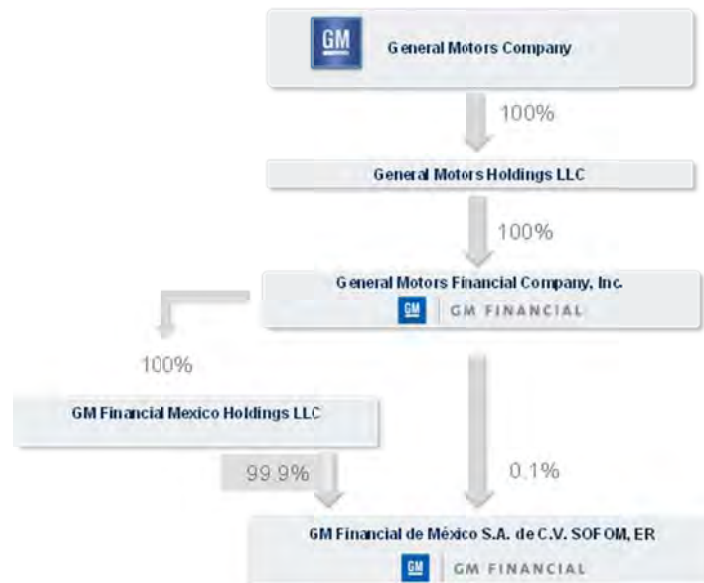 GM
General Motors Company
100%
General Motors Holdings LLC
100%
General Motors Financial Company, Inc.
GM GM FINANCIAL
100%
GM Financial Mexico Holdings LLC
99.9%
0.1%
GM Financial de México S.A. de C.V. SOFOM, ER
GM GM FINANCIAL